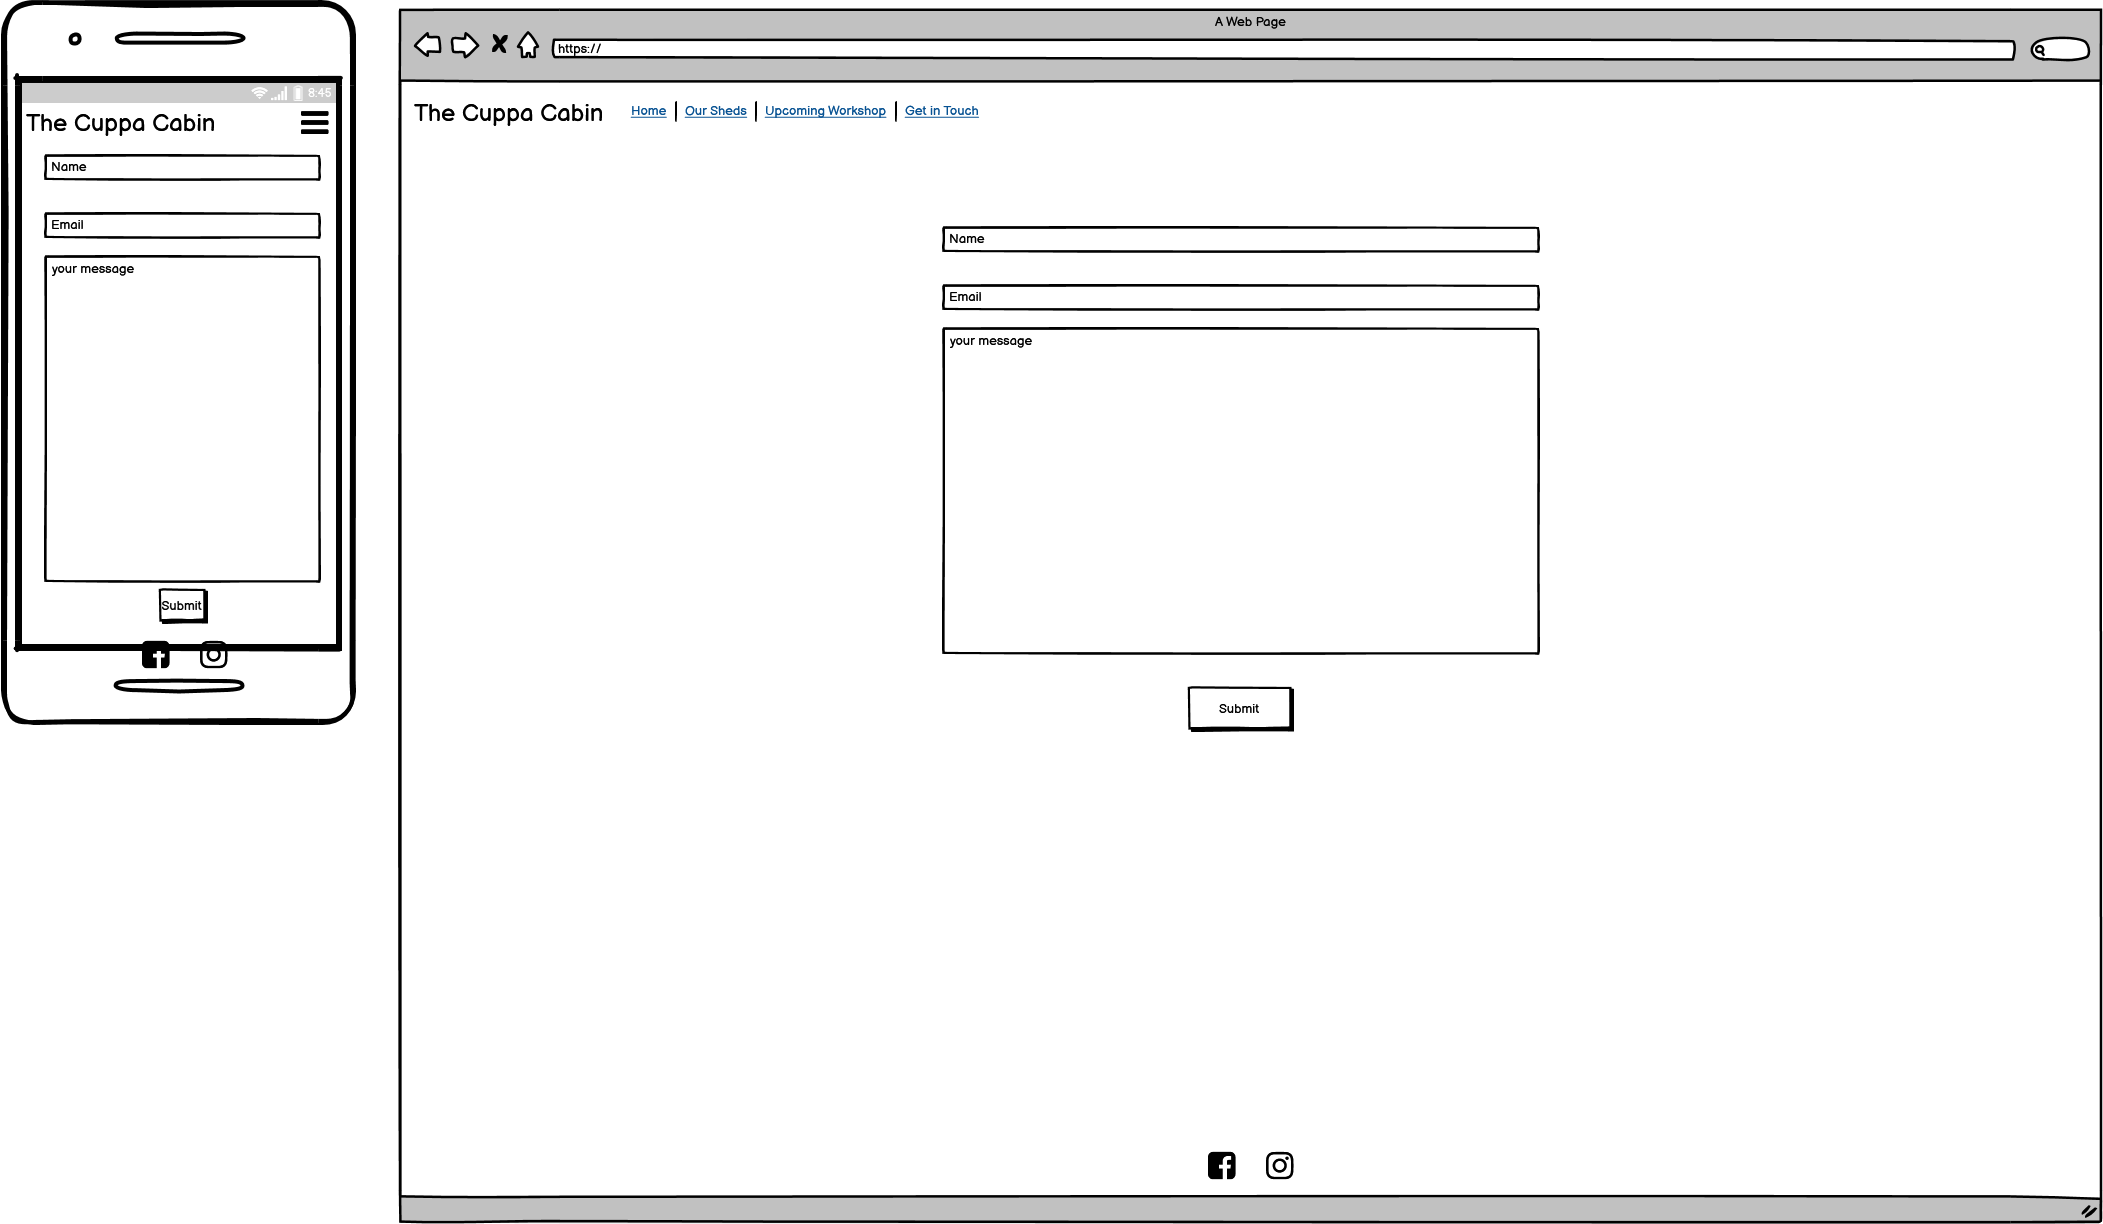 8:45
The Cuppa Cabin
Name
Email
your message
Submit
A Web Page
https://
The Cuppa Cabin
Home | Our Sheds | Upcoming Workshop | Get in Touch
Name
Email
your message
Submit